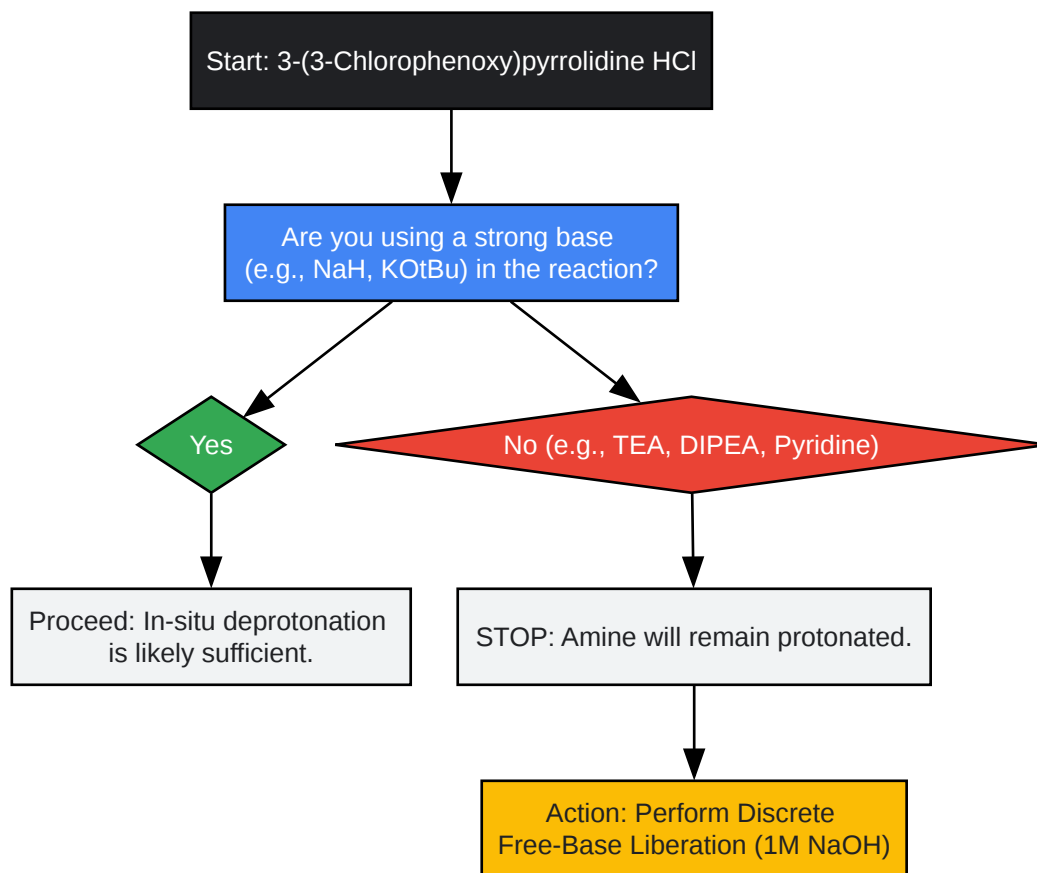 Start: 3-(3-Chlorophenoxy)pyrrolidine HCl
Are you using a strong base
(e.g., NaH, KOtBu) in the reaction?
Yes
No (e.g., TEA, DIPEA, Pyridine)
Proceed: In-situ deprotonation
is likely sufficient.
STOP: Amine will remain protonated.
Action: Perform Discrete
Free-Base Liberation (1M NaOH)